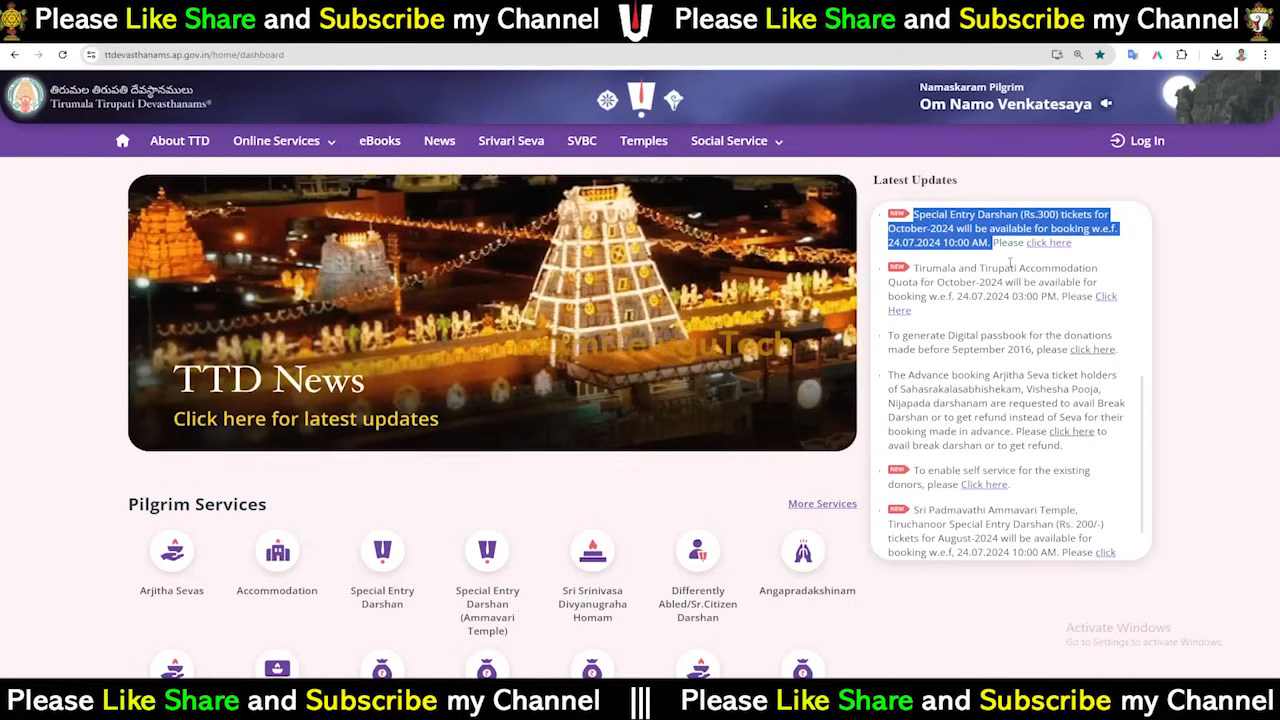 Please Like Share and Subscribe my Channel
Please Like Share and Subscribe my Channel
ttdevasthanams.ap.gov.in/home/dashboard
తిరుమల తిరుపతి దేవస్థానములు
Tirumala Tirupati Devasthanams®
Namaskaram Pilgrim
Om Namo Venkatesaya
About TTD
Online Services
eBooks
News
Srivari Seva
SVBC
Temples
Social Service
Log In
TTD News
Click here for latest updates
Latest Updates
NEW Special Entry Darshan (Rs.300) tickets for
October-2024 will be available for booking w.e.f.
24.07.2024 10:00 AM. Please click here
NEW Tirumala and Tirupati Accommodation
Quota for October-2024 will be available for
booking w.e.f. 24.07.2024 03:00 PM. Please Click
Here
To generate Digital passbook for the donations
made before September 2016, please click here.
The Advance booking Arjitha Seva ticket holders
of Sahasrakalasabhishekam, Vishesha Pooja,
Nijapada darshanam are requested to avail Break
Darshan or to get refund instead of Seva for their
booking made in advance. Please click here to
avail break darshan or to get refund.
NEW To enable self service for the existing
donors, please Click here.
NEW Sri Padmavathi Ammavari Temple,
Tiruchanoor Special Entry Darshan (Rs. 200/-)
tickets for August-2024 will be available for
booking w.e.f, 24.07.2024 10:00 AM. Please click
Pilgrim Services
More Services
Arjitha Sevas
Accommodation
Special Entry
Darshan
Special Entry
Darshan
(Ammavari
Temple)
Sri Srinivasa
Divyanugraha
Homam
Differently
Abled/Sr.Citizen
Darshan
Angapradakshinam
Activate Windows
Go to Settings to activate Windows.
Please Like Share and Subscribe my Channel
|||
Please Like Share and Subscribe my Channel